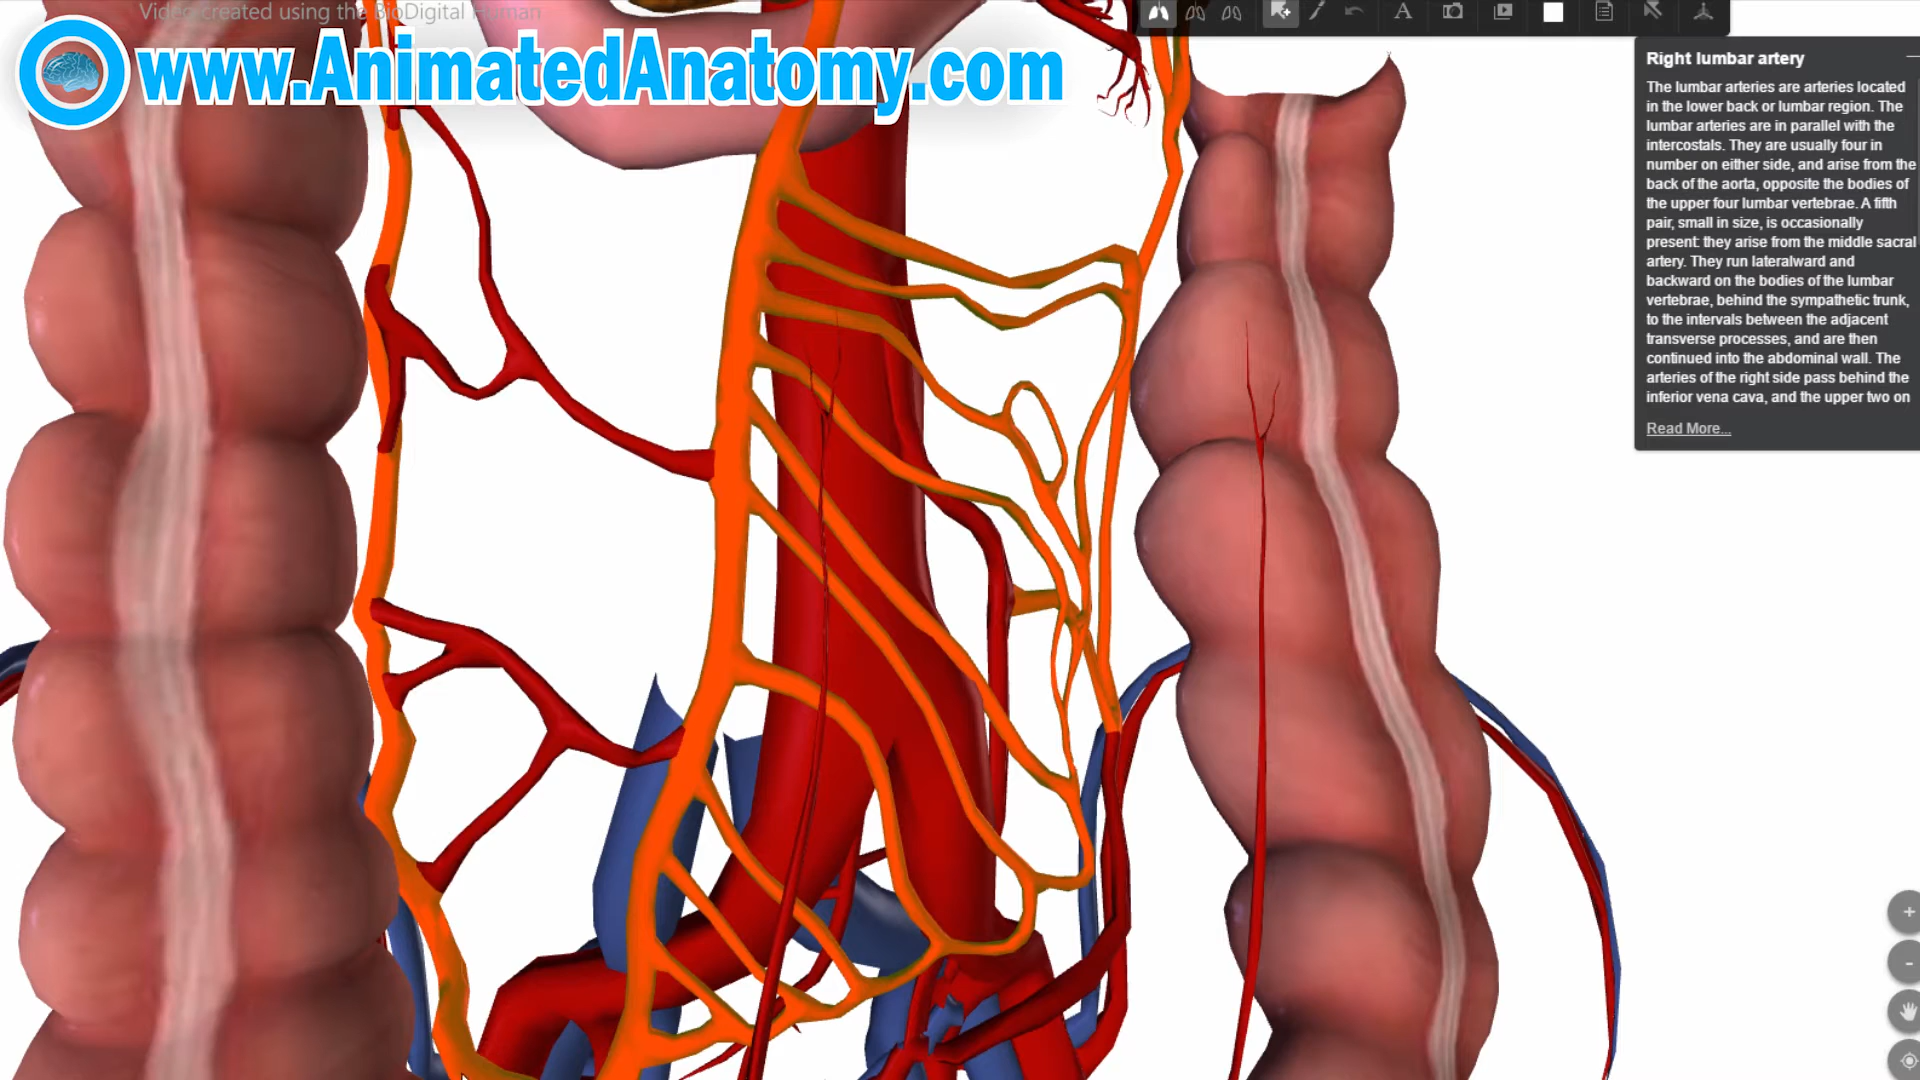 Video created using the BioDigital Human
www.AnimatedAnatomy.com
A
Right lumbar artery
The lumbar arteries are arteries located
in the lower back or lumbar region. The
lumbar arteries are in parallel with the
intercostals. They are usually four in
number on either side, and arise from the
back of the aorta, opposite the bodies of
the upper four lumbar vertebrae. A fifth
pair, small in size, is occasionally
present: they arise from the middle sacral
artery. They run lateralward and
backward on the bodies of the lumbar
vertebrae, behind the sympathetic trunk,
to the intervals between the adjacent
transverse processes, and are then
continued into the abdominal wall. The
arteries of the right side pass behind the
inferior vena cava, and the upper two on
Read More...
+
-